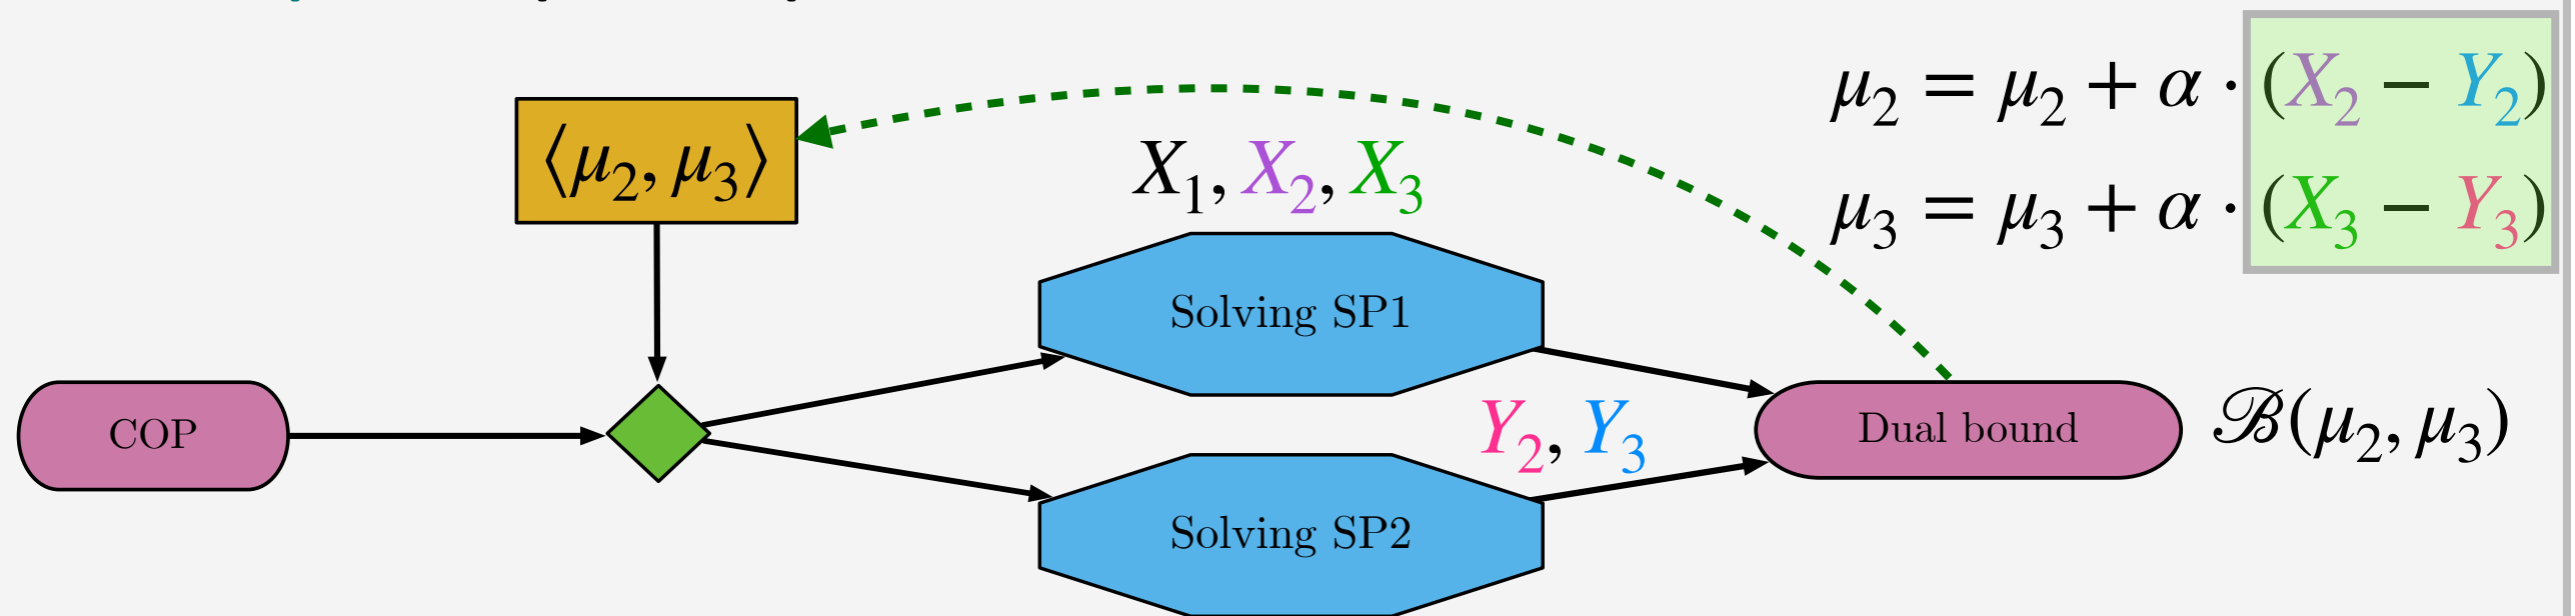 μ₂ = μ₂ + α · (X₂ − Y₂)
⟨μ₂, μ₃⟩
X₁, X₂, X₃
μ₃ = μ₃ + α · (X₃ − Y₃)
Solving SP1
COP
Y₂, Y₃
Dual bound
ℬ(μ₂, μ₃)
Solving SP2